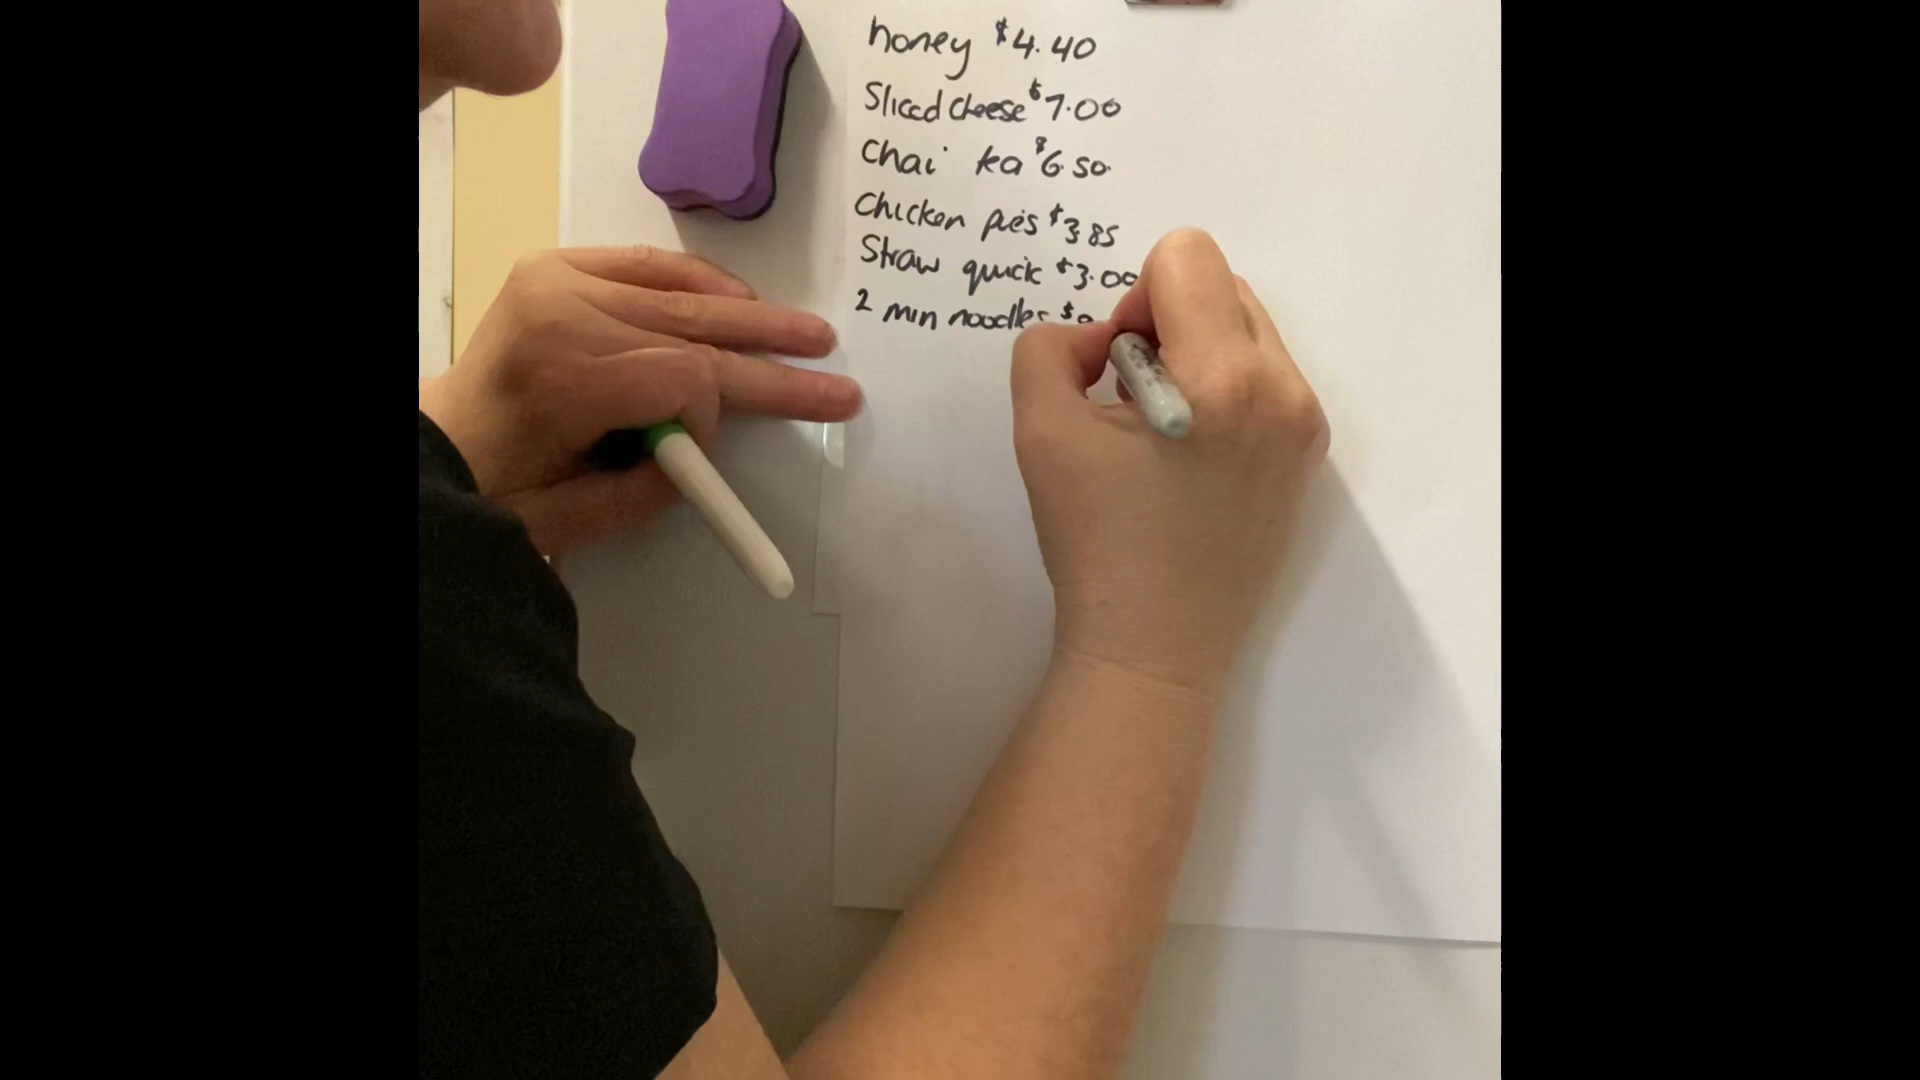 honey $4.40
Sliced cheese $7.00
Chai tea $6.50
Chicken pies $3.85
Straw quick $3.00
2 min noodles